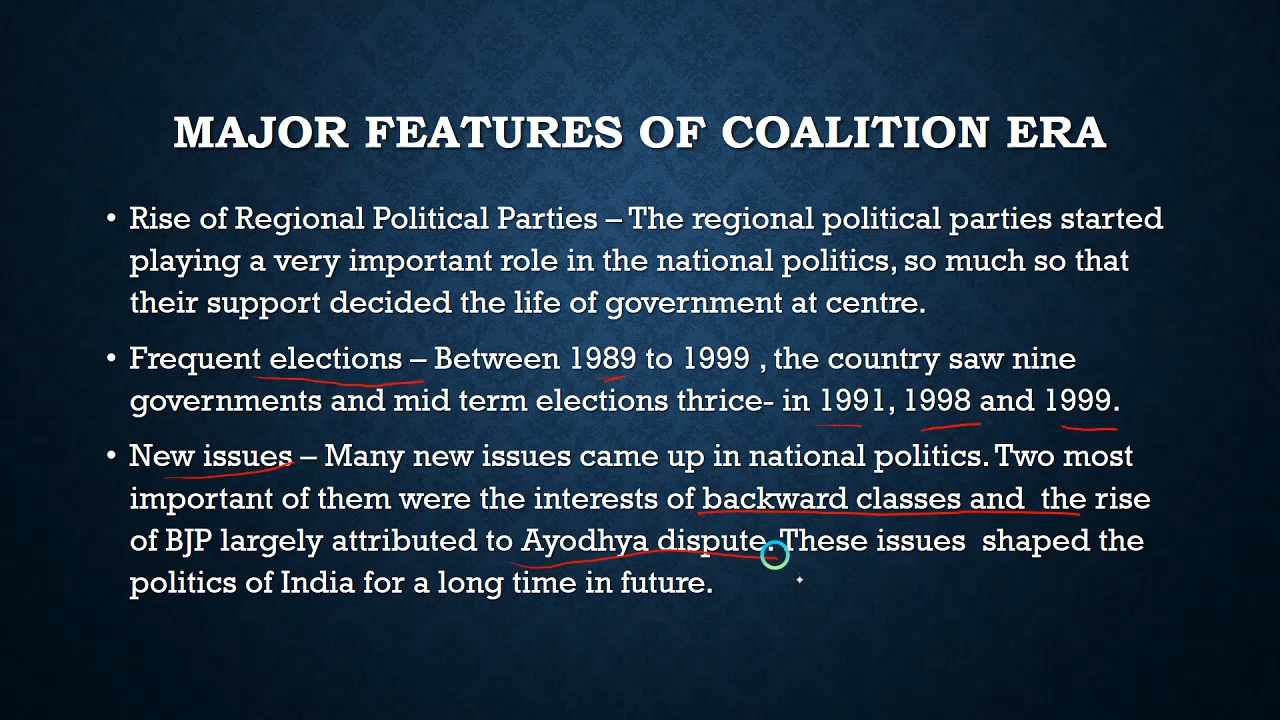 MAJOR FEATURES OF COALITION ERA
• Rise of Regional Political Parties – The regional political parties started
playing a very important role in the national politics, so much so that
their support decided the life of government at centre.
• Frequent elections – Between 1989 to 1999 , the country saw nine
governments and mid term elections thrice- in 1991, 1998 and 1999.
• New issues – Many new issues came up in national politics. Two most
important of them were the interests of backward classes and  the rise
of BJP largely attributed to Ayodhya dispute. These issues  shaped the
politics of India for a long time in future.